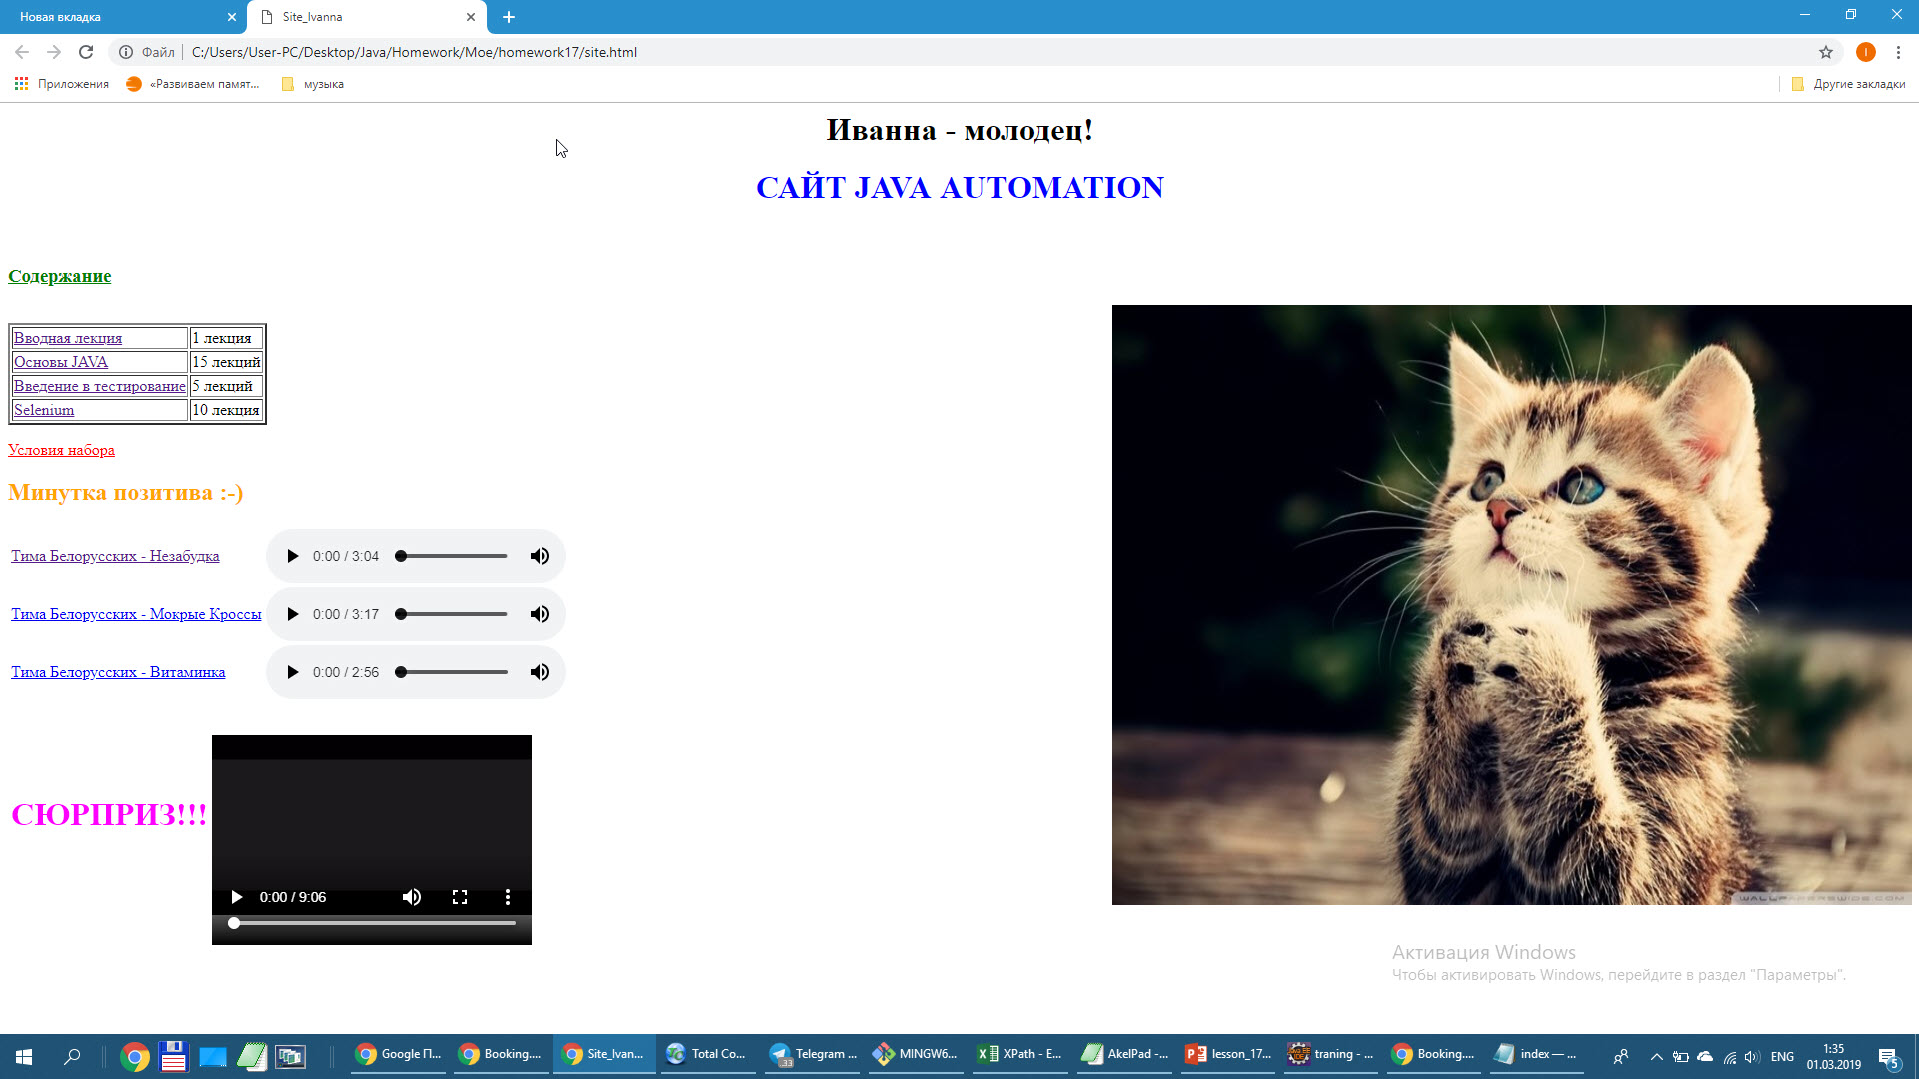 Новая вкладка
Site_Ivanna
Файл C:/Users/User-PC/Desktop/Java/Homework/Moe/homework17/site.html
Приложения «Развиваем памят... музыка Другие закладки
Иванна - молодец!
САЙТ JAVA AUTOMATION
Содержание
Вводная лекция 1 лекция
Основы JAVA 15 лекций
Введение в тестирование 5 лекций
Selenium 10 лекция
Условия набора
Минутка позитива :-)
Тима Белорусских - Незабудка 0:00 / 3:04
Тима Белорусских - Мокрые Кроссы 0:00 / 3:17
Тима Белорусских - Витаминка 0:00 / 2:56
СЮРПРИЗ!!!
0:00 / 9:06
WALLPAPERSWIDE.COM
Активация Windows
Чтобы активировать Windows, перейдите в раздел "Параметры".
Google П... Booking.... Site_Ivan... Total Co... Telegram ... 33 MINGW6... XPath - E... AkelPad -... lesson_17... traning - ... Booking.... index — ... ENG 1:35
01.03.2019 5